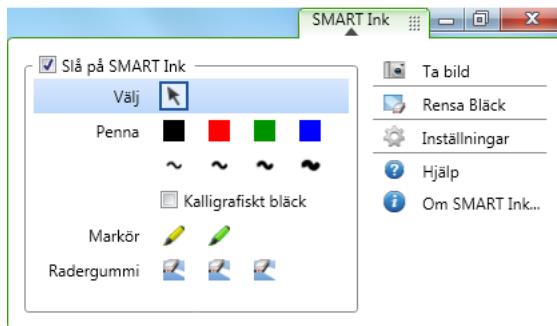 SMART Ink
Slå på SMART Ink
Välj
Penna
Kalligrafiskt bläck
Markör
Radergummi
Ta bild
Rensa Bläck
Inställningar
Hjälp
Om SMART Ink...